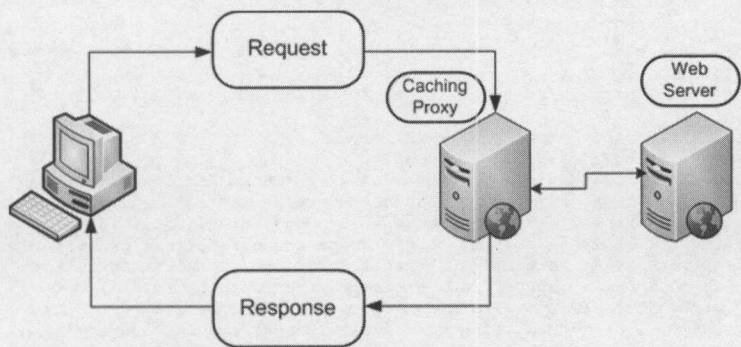 Request
Caching
Proxy
Web
Server
Response